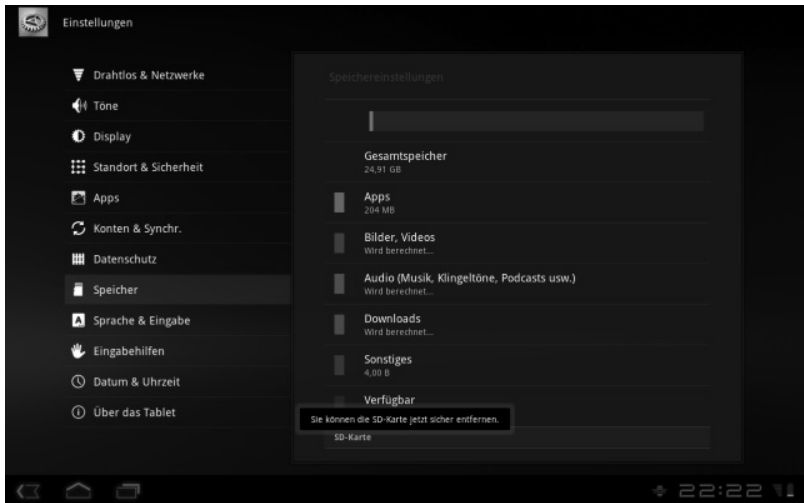 Einstellungen
Drahtlos & Netzwerke
Töne
Display
Standort & Sicherheit
Apps
Konten & Synchr.
Datenschutz
Speicher
Sprache & Eingabe
Eingabehilfen
Datum & Uhrzeit
Über das Tablet
Speichereinstellungen
Gesamtspeicher
24,91 GB
Apps
204 MB
Bilder, Videos
Wird berechnet...
Audio (Musik, Klingeltöne, Podcasts usw.)
Wird berechnet...
Downloads
Wird berechnet...
Sonstiges
4,00 B
Verfügbar
Sie können die SD-Karte jetzt sicher entfernen.
SD-Karte
22:22